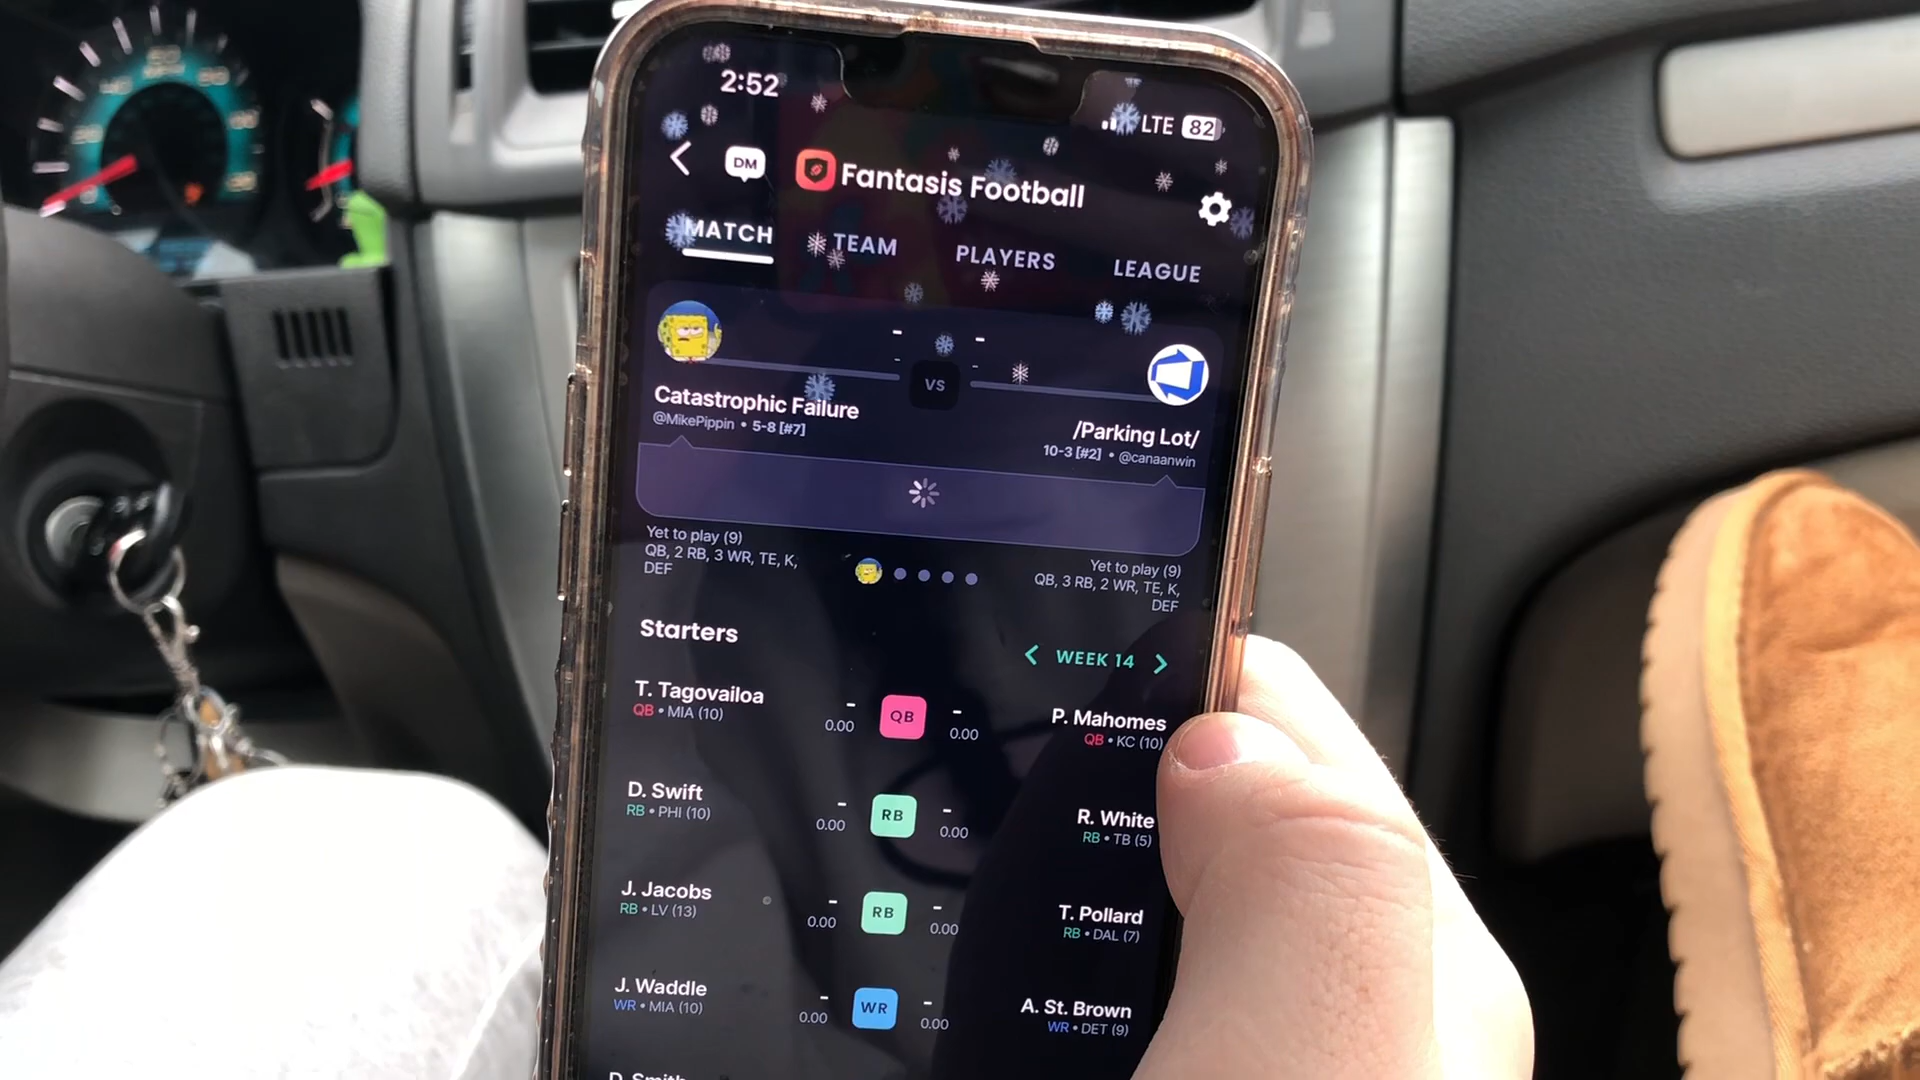 2:52
LTE 82
DM
Fantasis Football
MATCH TEAM PLAYERS LEAGUE
- -
- -
VS
Catastrophic Failure
@MikePippin • 5-8 [#7]
/Parking Lot/
10-3 [#2] • @canaanwin
Yet to play (9)
QB, 2 RB, 3 WR, TE, K,
DEF
Yet to play (9)
QB, 3 RB, 2 WR, TE, K,
DEF
Starters
< WEEK 14 >
T. Tagovailoa
QB • MIA (10)
-
0.00
QB
-
0.00
P. Mahomes
QB • KC (10)
D. Swift
RB • PHI (10)
-
0.00
RB
-
0.00
R. White
RB • TB (5)
J. Jacobs
RB • LV (13)
-
0.00
RB
-
0.00
T. Pollard
RB • DAL (7)
J. Waddle
WR • MIA (10)
-
0.00
WR
-
0.00
A. St. Brown
WR • DET (9)
D. Smith